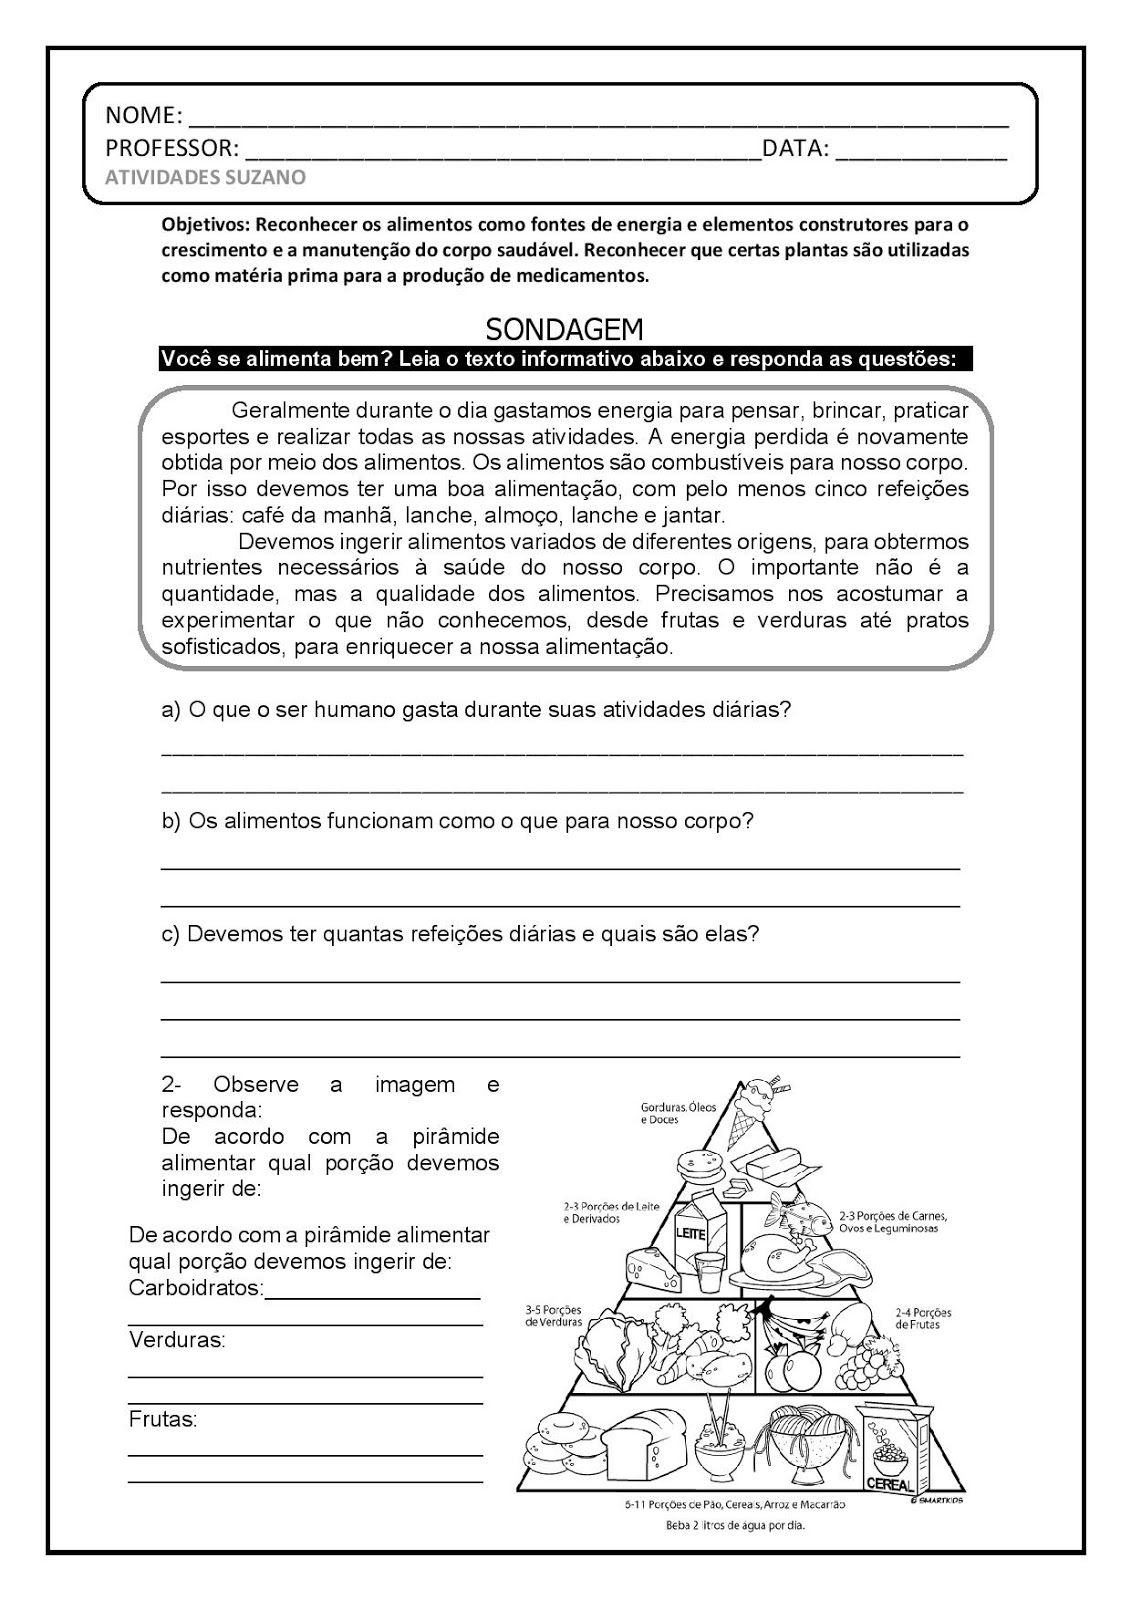 NOME: ____________________________________________________________
PROFESSOR: ______________________________________DATA: _____________
ATIVIDADES SUZANO
Objetivos: Reconhecer os alimentos como fontes de energia e elementos construtores para o
crescimento e a manutenção do corpo saudável. Reconhecer que certas plantas são utilizadas
como matéria prima para a produção de medicamentos.
SONDAGEM
Você se alimenta bem? Leia o texto informativo abaixo e responda as questões:
Geralmente durante o dia gastamos energia para pensar, brincar, praticar
esportes e realizar todas as nossas atividades. A energia perdida é novamente
obtida por meio dos alimentos. Os alimentos são combustíveis para nosso corpo.
Por isso devemos ter uma boa alimentação, com pelo menos cinco refeições
diárias: café da manhã, lanche, almoço, lanche e jantar.
Devemos ingerir alimentos variados de diferentes origens, para obtermos
nutrientes necessários à saúde do nosso corpo. O importante não é a
quantidade, mas a qualidade dos alimentos. Precisamos nos acostumar a
experimentar o que não conhecemos, desde frutas e verduras até pratos
sofisticados, para enriquecer a nossa alimentação.
a) O que o ser humano gasta durante suas atividades diárias?
b) Os alimentos funcionam como o que para nosso corpo?
c) Devemos ter quantas refeições diárias e quais são elas?
2- Observe a imagem e
responda:
De acordo com a pirâmide
alimentar qual porção devemos
ingerir de:
De acordo com a pirâmide alimentar
qual porção devemos ingerir de:
Carboidratos:__________________
Verduras:
Frutas:
Gorduras, Óleos
e Doces
2-3 Porções de Leite
e Derivados
LEITE
2-3 Porções de Carnes,
Ovos e Leguminosas
3-5 Porções
de Verduras
2-4 Porções
de Frutas
CEREAL
© SMARTKIDS
6-11 Porções de Pão, Cereais, Arroz e Macarrão
Beba 2 litros de água por dia.